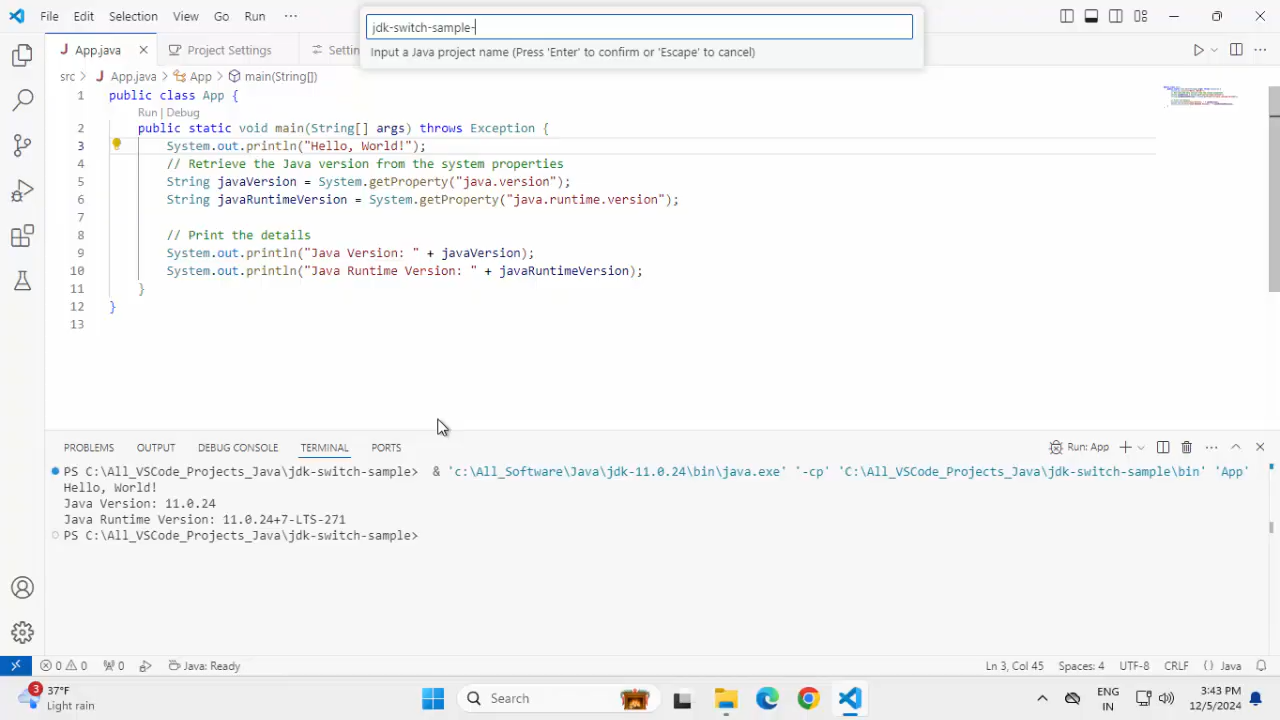 File Edit Selection View Go Run ···
jdk-switch-sample-
Input a Java project name (Press 'Enter' to confirm or 'Escape' to cancel)
App.java Project Settings
src > App.java > App > main(String[])
1 public class App {
Run | Debug
2 public static void main(String[] args) throws Exception {
3 System.out.println("Hello, World!");
4 // Retrieve the Java version from the system properties
5 String javaVersion = System.getProperty("java.version");
6 String javaRuntimeVersion = System.getProperty("java.runtime.version");
7
8 // Print the details
9 System.out.println("Java Version: " + javaVersion);
10 System.out.println("Java Runtime Version: " + javaRuntimeVersion);
11 }
12 }
13
PROBLEMS OUTPUT DEBUG CONSOLE TERMINAL PORTS Run: App
PS C:\All_VSCode_Projects_Java\jdk-switch-sample> & 'c:\All_Software\Java\jdk-11.0.24\bin\java.exe' '-cp' 'C:\All_VSCode_Projects_Java\jdk-switch-sample\bin' 'App'
Hello, World!
Java Version: 11.0.24
Java Runtime Version: 11.0.24+7-LTS-271
PS C:\All_VSCode_Projects_Java\jdk-switch-sample>
0 0 0 Java: Ready Ln 3, Col 45 Spaces: 4 UTF-8 CRLF {} Java
3 37°F
Light rain
Search
ENG
IN
3:43 PM
12/5/2024